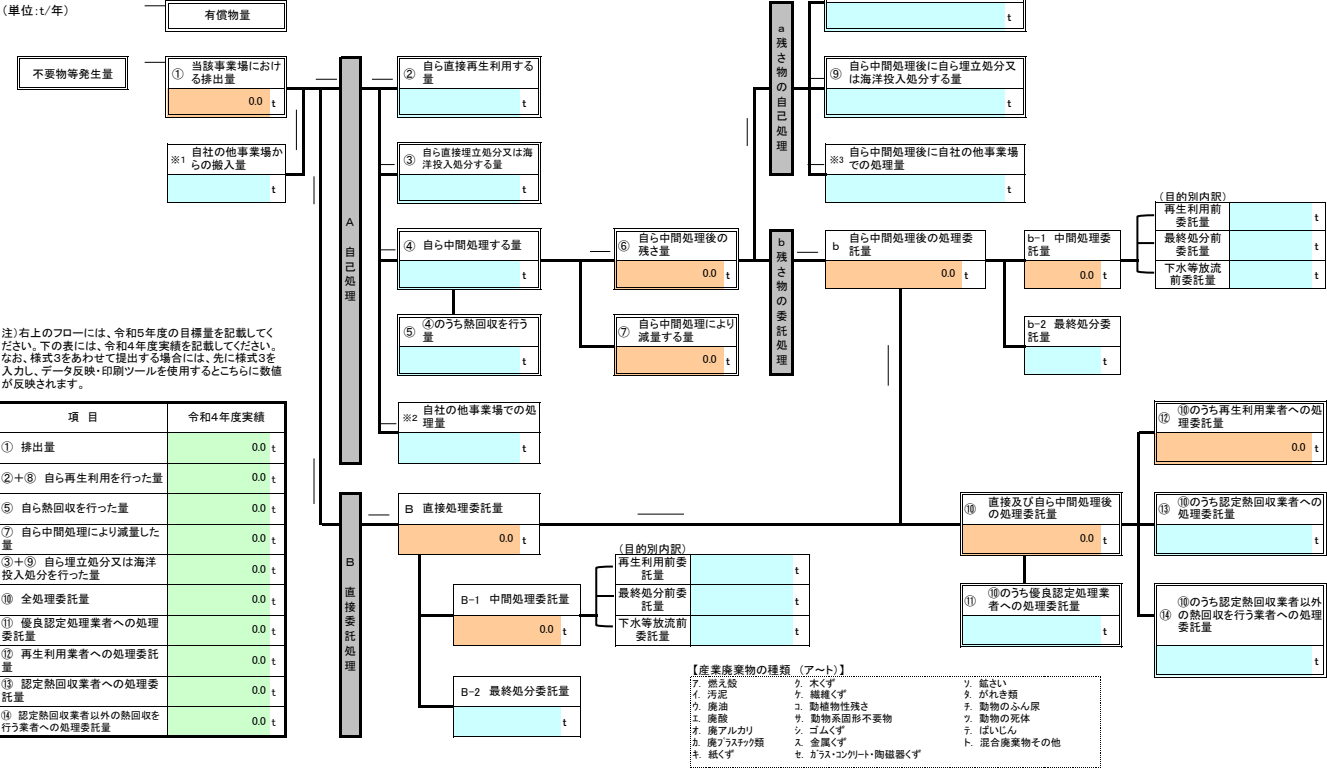 (単位:t/年)
有償物量
不要物等発生量
① 当該事業場におけ
る排出量
0.0 t
※1 自社の他事業場か
らの搬入量
t
A 自己処理
② 自ら直接再生利用する
量
t
③ 自ら直接埋立処分又は海
洋投入処分する量
t
④ 自ら中間処理する量
t
⑤ ④のうち熱回収を行う
量
t
※2 自社の他事業場での処
理量
t
⑥ 自ら中間処理後の
残さ量
0.0 t
⑦ 自ら中間処理により
減量する量
0.0 t
a 残さ物の自己処理
t
⑨ 自ら中間処理後に自ら埋立処分又
は海洋投入処分する量
t
※3 自ら中間処理後に自社の他事業場
での処理量
t
b 残さ物の委託処理
b 自ら中間処理後の処理委
託量
0.0 t
b-1 中間処理委
託量
0.0 t
(目的別内訳)
再生利用前
委託量
t
最終処分前
委託量
t
下水等放流
前委託量
t
b-2 最終処分委
託量
t
注)右上のフローには、令和5年度の目標量を記載してく
ださい。下の表には、令和4年度実績を記載してください。
なお、様式3をあわせて提出する場合には、先に様式3を
入力し、データ反映・印刷ツールを使用するとこちらに数値
が反映されます。
項 目 令和4年度実績
① 排出量 0.0 t
②+⑧ 自ら再生利用を行った量 0.0 t
⑤ 自ら熱回収を行った量 0.0 t
⑦ 自ら中間処理により減量した
量 0.0 t
③+⑨ 自ら埋立処分又は海洋
投入処分を行った量 0.0 t
⑩ 全処理委託量 0.0 t
⑪ 優良認定処理業者への処理
委託量 0.0 t
⑫ 再生利用業者への処理委託
量 0.0 t
⑬ 認定熱回収業者への処理委
託量 0.0 t
⑭ 認定熱回収業者以外の熱回収を
行う業者への処理委託量 0.0 t
B 直接委託処理
B 直接処理委託量
0.0 t
B-1 中間処理委託量
0.0 t
(目的別内訳)
再生利用前委
託量
t
最終処分前委
託量
t
下水等放流前
委託量
t
B-2 最終処分委託量
t
⑩ 直接及び自ら中間処理後
の処理委託量
0.0 t
⑪ ⑩のうち優良認定処理業
者への処理委託量
t
⑫ ⑩のうち再生利用業者への処
理委託量
0.0 t
⑬ ⑩のうち認定熱回収業者への
処理委託量
t
⑭ ⑩のうち認定熱回収業者以外
の熱回収を行う業者への処理
委託量
t
【産業廃棄物の種類 (ア~ト)】
ア. 燃え殻 ク. 木くず ソ. 鉱さい
イ. 汚泥 ケ. 繊維くず タ. がれき類
ウ. 廃油 コ. 動植物性残さ チ. 動物のふん尿
エ. 廃酸 サ. 動物系固形不要物 ツ. 動物の死体
オ. 廃アルカリ シ. ゴムくず テ. ばいじん
カ. 廃プラスチック類 ス. 金属くず ト. 混合廃棄物その他
キ. 紙くず セ. ガラス・コンクリート・陶磁器くず